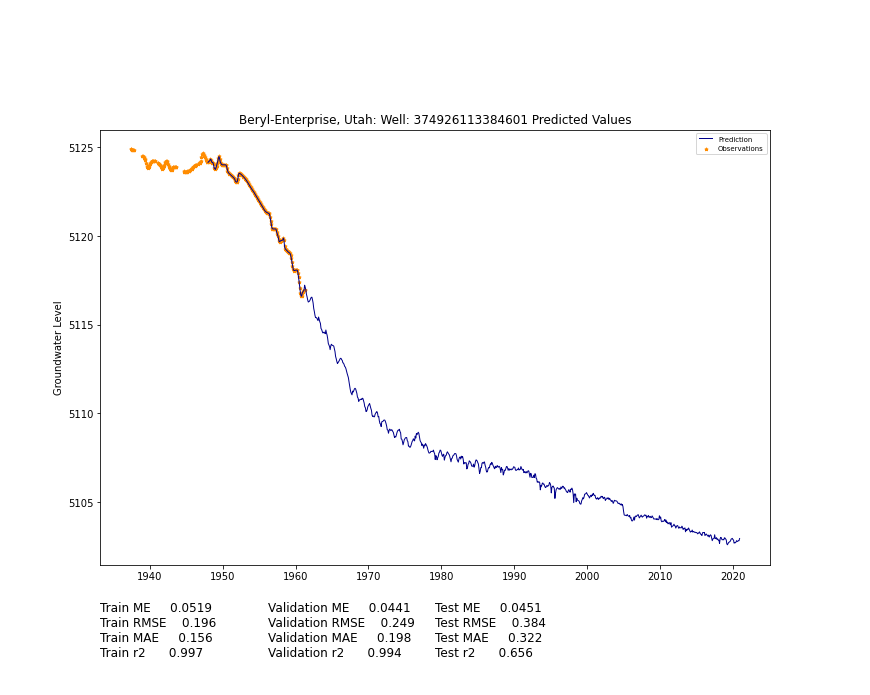 Beryl-Enterprise, Utah: Well: 374926113384601 Predicted Values
Prediction
Observations
Groundwater Level
5125
5120
5115
5110
5105
1940 1950 1960 1970 1980 1990 2000 2010 2020
Train ME 0.0519 Validation ME 0.0441 Test ME 0.0451
Train RMSE 0.196 Validation RMSE 0.249 Test RMSE 0.384
Train MAE 0.156 Validation MAE 0.198 Test MAE 0.322
Train r2 0.997 Validation r2 0.994 Test r2 0.656